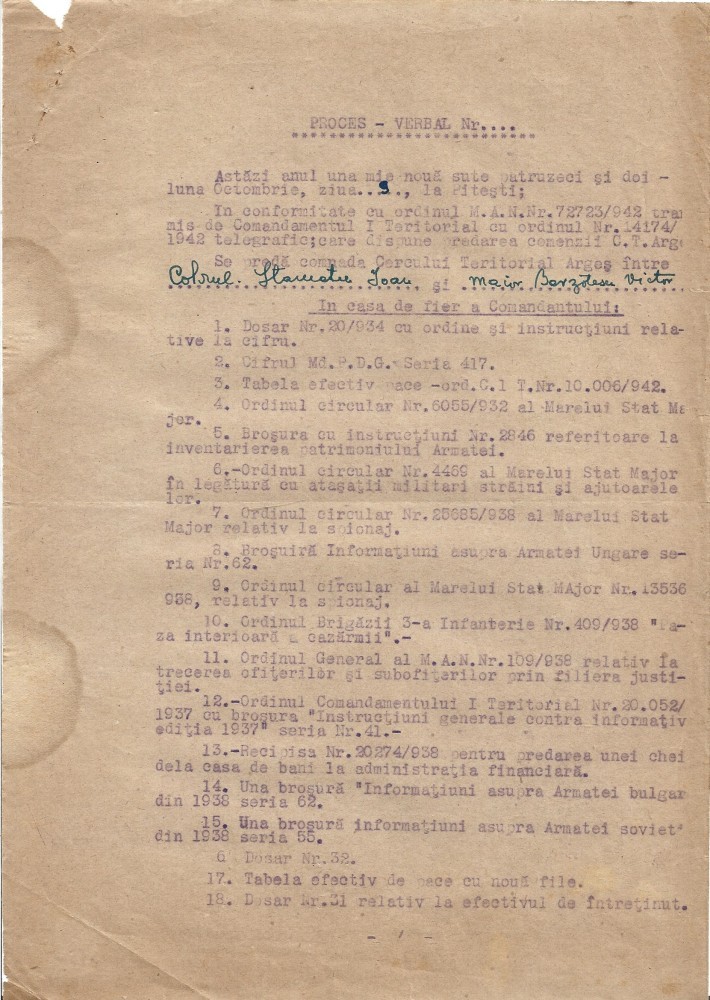 PROCES - VERBAL Nr....
Astăzi anul una mie nouă sute patruzeci şi doi -
luna Octombrie, ziua..9., la Piteşti;
In conformitate cu ordinul M.A.N.Nr.72723/942 tran
mis de Comandamentul I Teritorial cu ordinul Nr.14174/
1942 telegrafic;care dispune predarea comenzii C.T.Arge
Se predă comanda Cercului Teritorial Argeş între
Colonel Stamatiu Ioan şi Maior Victor
In casa de fier a Comandantului:
1. Dosar Nr.20/934 cu ordine şi instrucţiuni rela-
tive la cifru.
2. Cifrul Md.P.D.G. Seria 417.
3. Tabela efectiv pace -ord.C.1 T.Nr.10.006/942.
4. Ordinul circular Nr.6055/932 al Marelui Stat Ma
jor.
5. Broşura cu instrucţiuni Nr.2846 referitoare la
inventarierea patrimoniului Armatei.
6.-Ordinul circular Nr.4469 al Marelui Stat Major
în legătură cu ataşaţii militari străini şi ajutoarele
lor.
7. Ordinul circular Nr.25685/938 al Marelui Stat
Major relativ la spionaj.
8. Broşuiră Informaţiuni asupra Armatei Ungare se-
ria Nr.62.
9. Ordinul circular al Marelui Stat MAjor Nr.13536
938, relativ la spionaj.
10. Ordinul Brigăzii 3-a Infanterie Nr.409/938 "Pa-
za interioară a cazărmii".-
11. Ordinul General al M.A.N.Nr.109/938 relativ la
trecerea ofiţerilor şi subofiţerilor prin filiera justi-
ţiei.
12.-Ordinul Comandamentului I Teritorial Nr.20.052/
1937 cu broşura "Instrucţiuni generale contra informativ
ediţia 1937" seria Nr.41.-
13.-Recipisa Nr.20274/938 pentru predarea unei chei
dela casa de bani la administraţia financiară.
14. Una broşură "Informaţiuni asupra Armatei bulgar
din 1938 seria 62.
15. Una broşură informaţiuni asupra Armatei soviet
din 1938 seria 55.
6 Dosar Nr.32.
17. Tabela efectiv de pace cu nouă file.
18. Dosar Nr.31 relativ la efectivul de întreţinut.
- / -